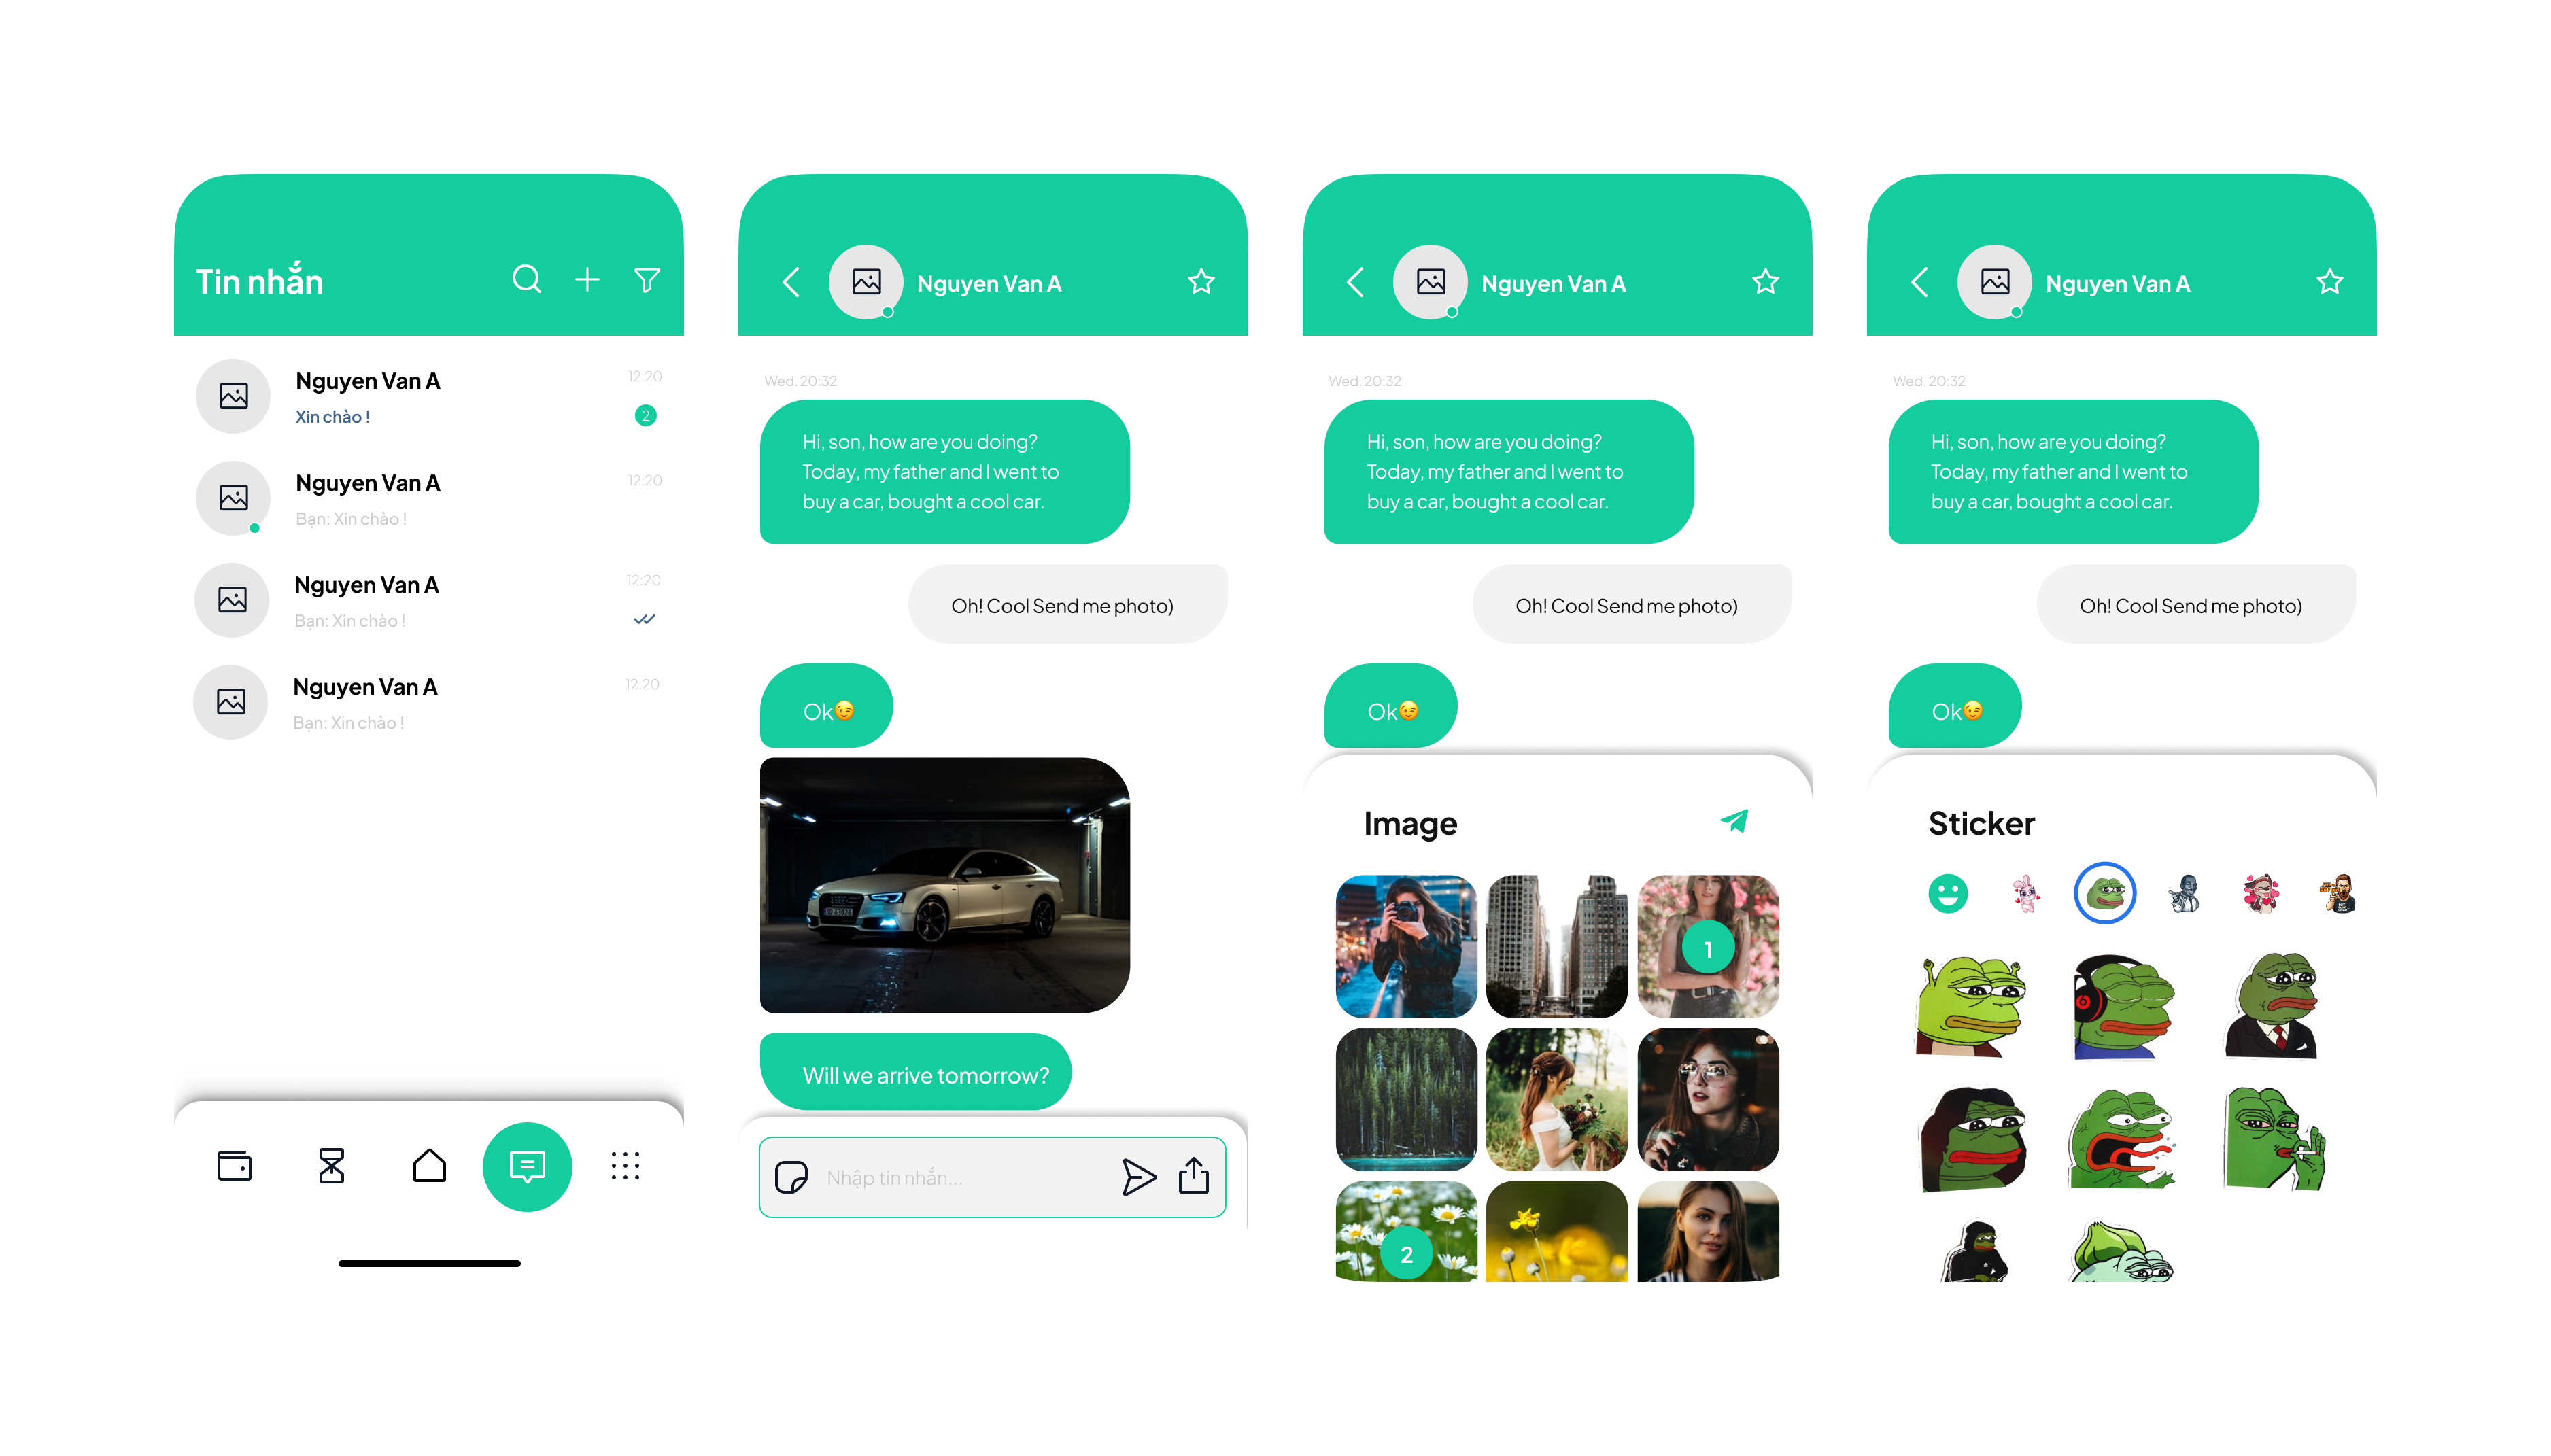 Tin nhắn
Nguyen Van A
12:20
Xin chào !
2
Nguyen Van A
12:20
Bạn: Xin chào !
Nguyen Van A
12:20
Bạn: Xin chào !
Nguyen Van A
12:20
Bạn: Xin chào !
Nguyen Van A
Wed. 20:32
Hi, son, how are you doing?
Today, my father and I went to
buy a car, bought a cool car.
Oh! Cool Send me photo)
Ok😉
Will we arrive tomorrow?
Nhập tin nhắn...
Nguyen Van A
Wed. 20:32
Hi, son, how are you doing?
Today, my father and I went to
buy a car, bought a cool car.
Oh! Cool Send me photo)
Ok😉
Image
1
2
Nguyen Van A
Wed. 20:32
Hi, son, how are you doing?
Today, my father and I went to
buy a car, bought a cool car.
Oh! Cool Send me photo)
Ok😉
Sticker